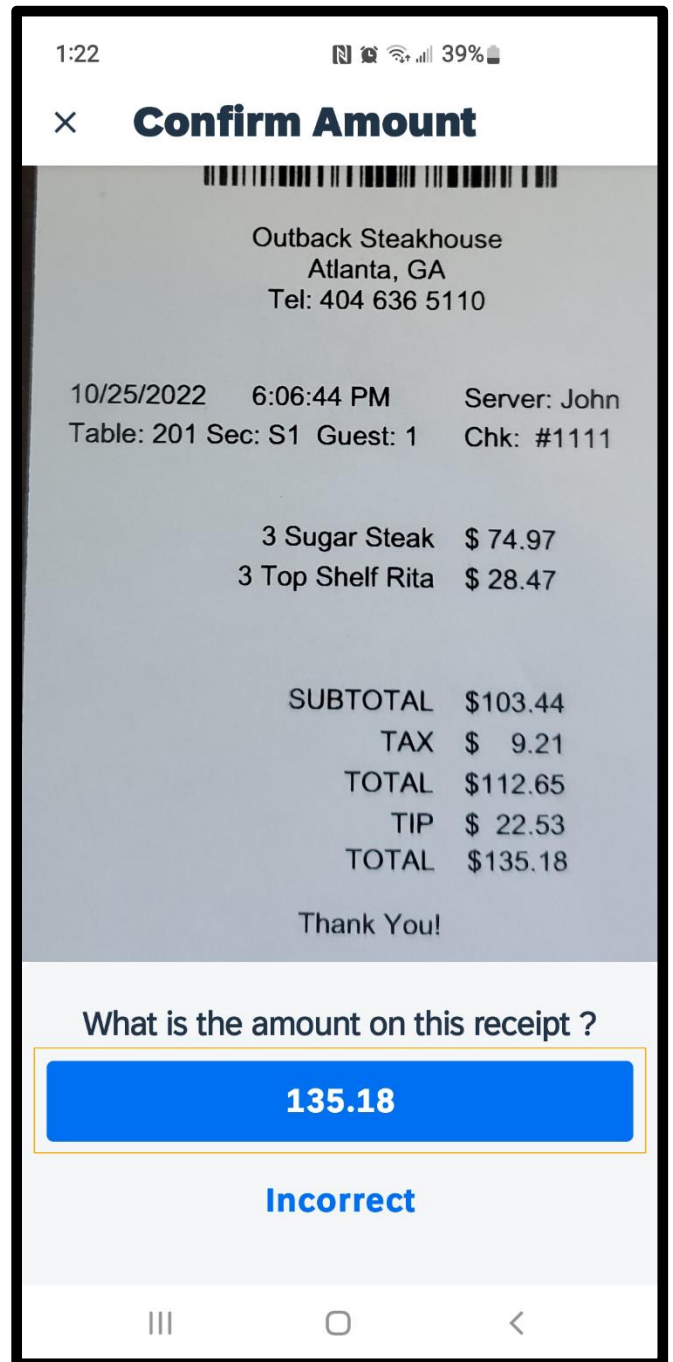 1:22 39%
× Confirm Amount
Outback Steakhouse
Atlanta, GA
Tel: 404 636 5110
10/25/2022 6:06:44 PM Server: John
Table: 201 Sec: S1 Guest: 1 Chk: #1111
3 Sugar Steak $ 74.97
3 Top Shelf Rita $ 28.47
SUBTOTAL $103.44
TAX $ 9.21
TOTAL $112.65
TIP $ 22.53
TOTAL $135.18
Thank You!
What is the amount on this receipt ?
135.18
Incorrect